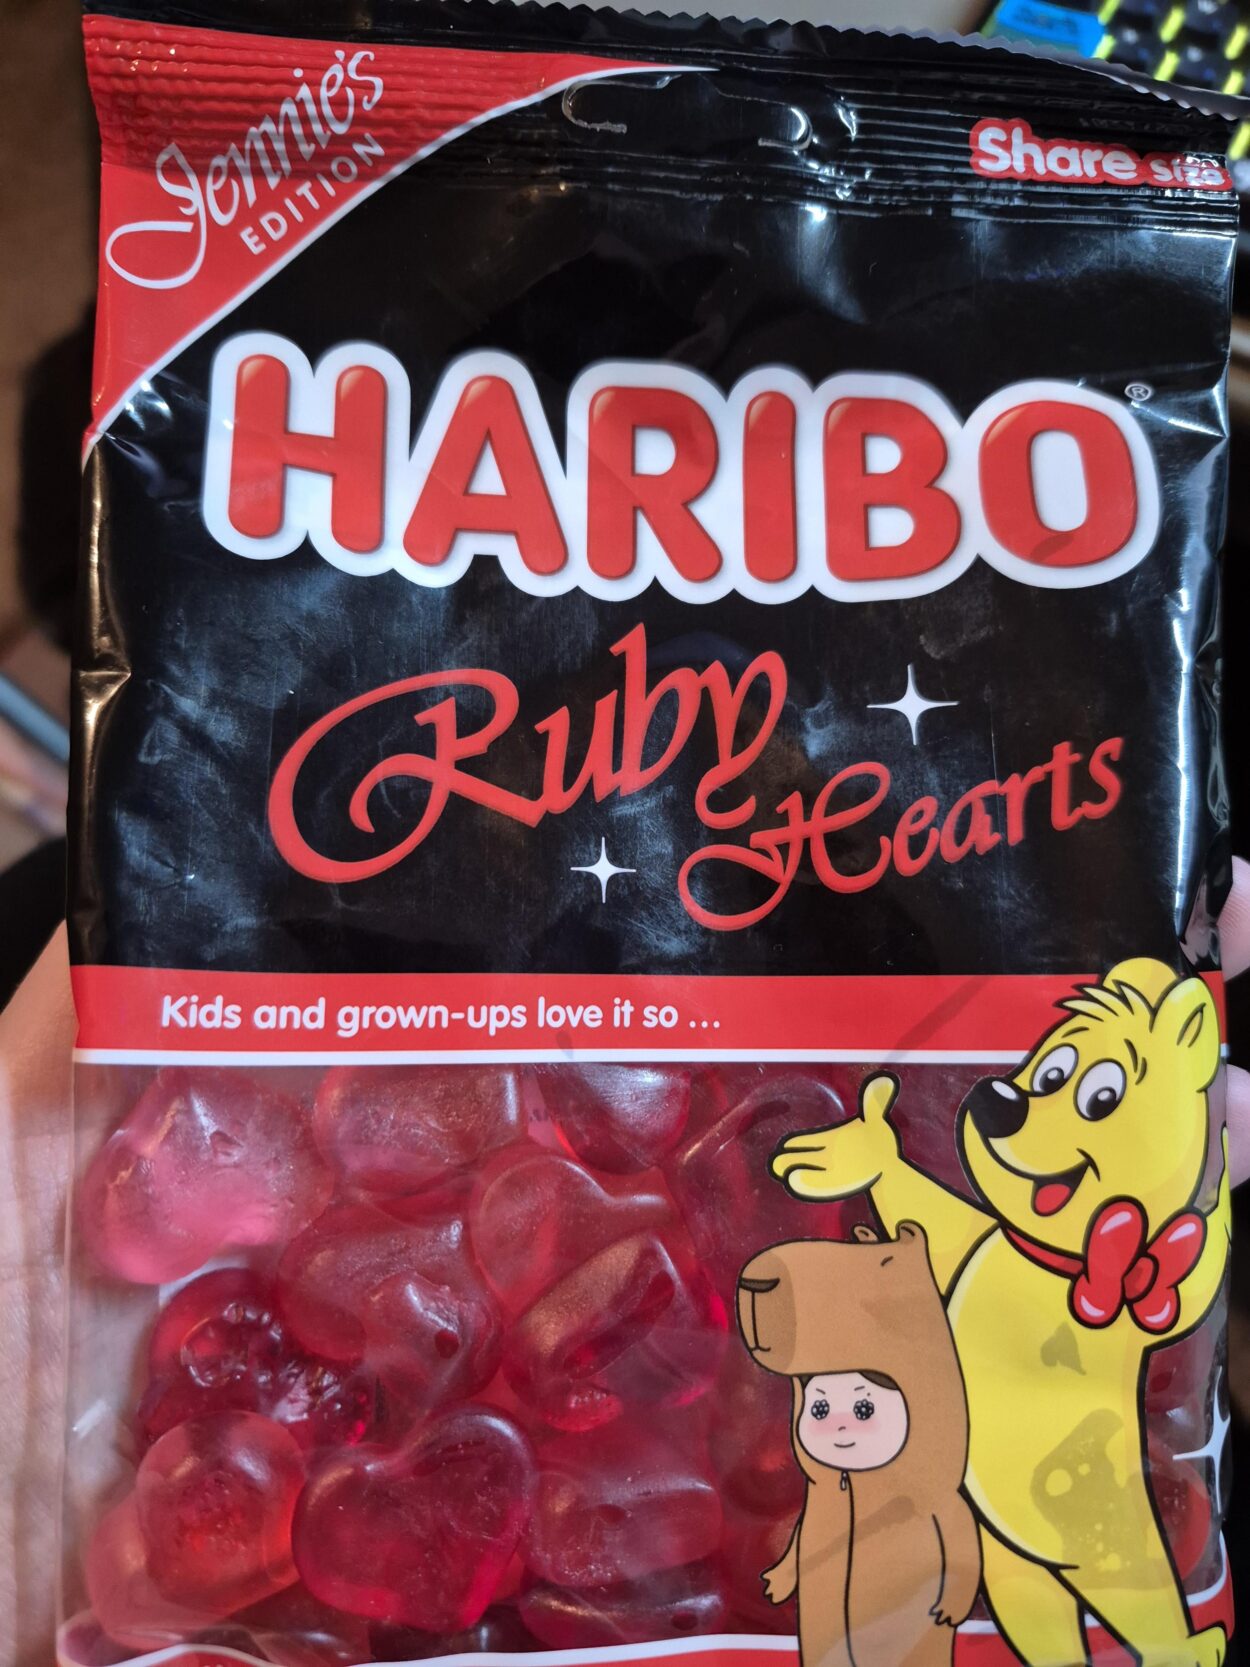 Jennie's
EDITION
Share size
HARIBO®
Ruby
Hearts
Kids and grown-ups love it so ...